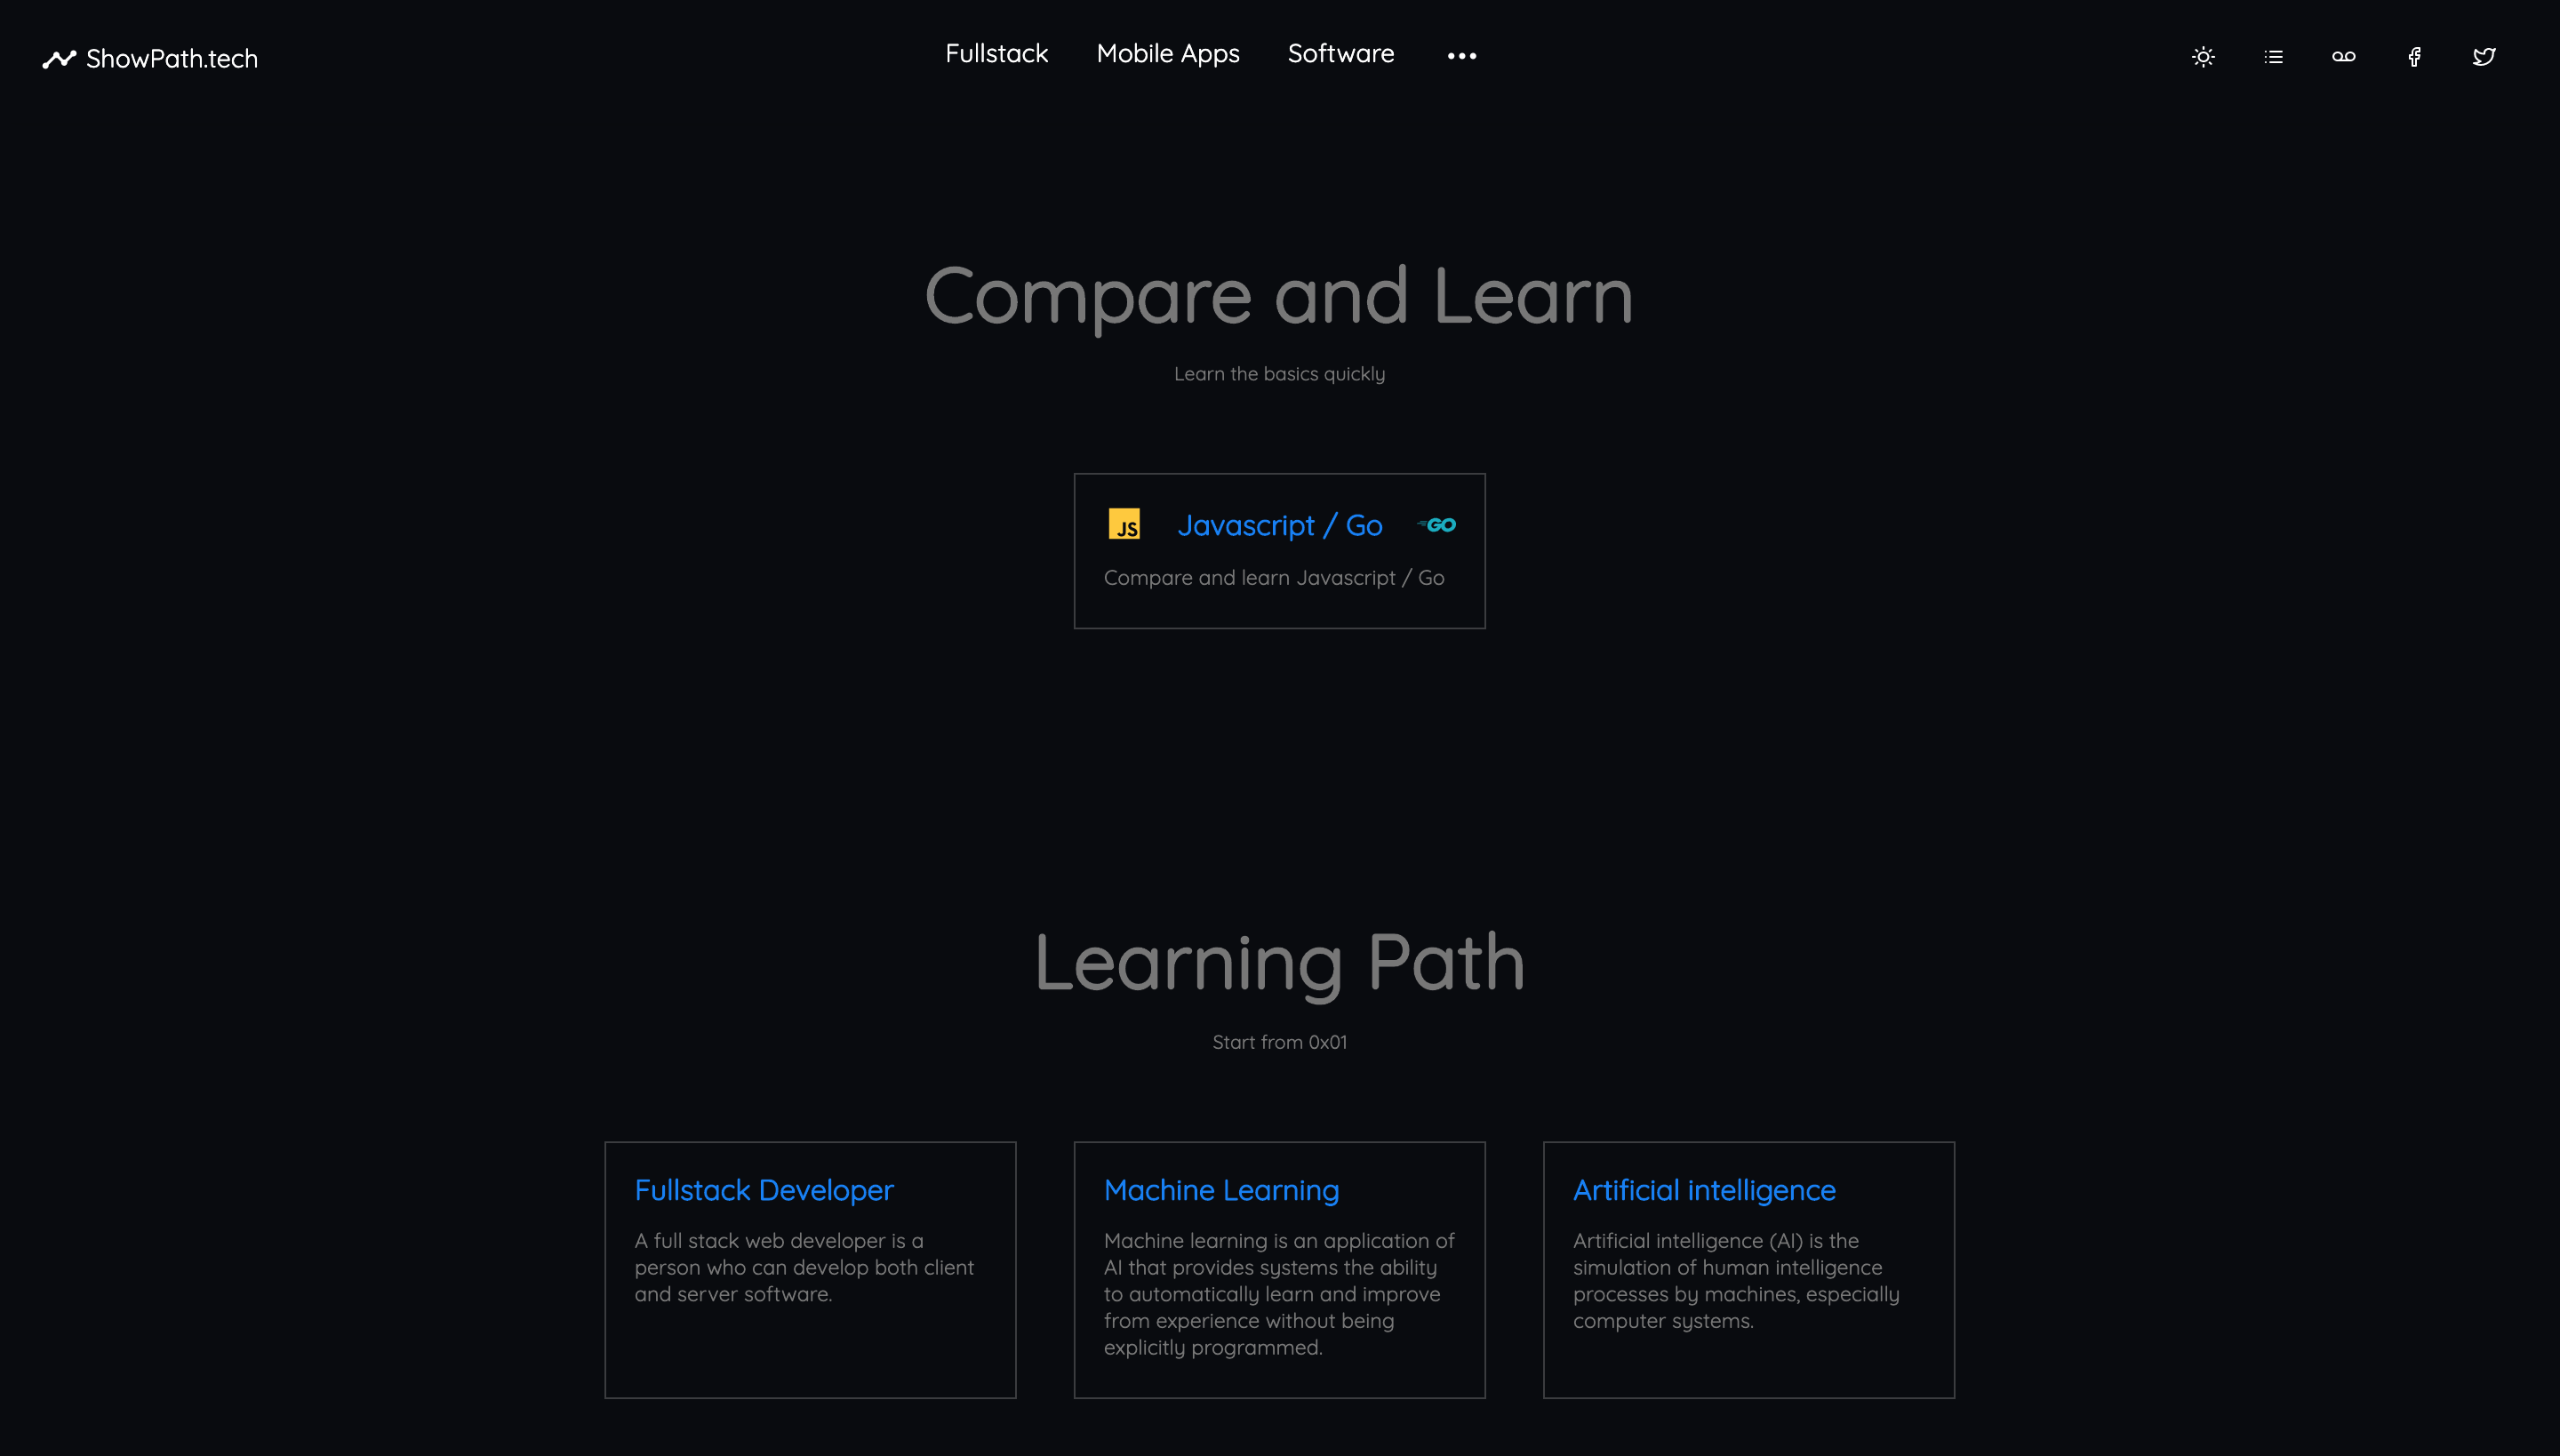 ShowPath.tech
Fullstack Mobile Apps Software
Compare and Learn
Learn the basics quickly
JS Javascript / Go GO
Compare and learn Javascript / Go
Learning Path
Start from 0x01
Fullstack Developer
A full stack web developer is a
person who can develop both client
and server software.
Machine Learning
Machine learning is an application of
AI that provides systems the ability
to automatically learn and improve
from experience without being
explicitly programmed.
Artificial intelligence
Artificial intelligence (AI) is the
simulation of human intelligence
processes by machines, especially
computer systems.